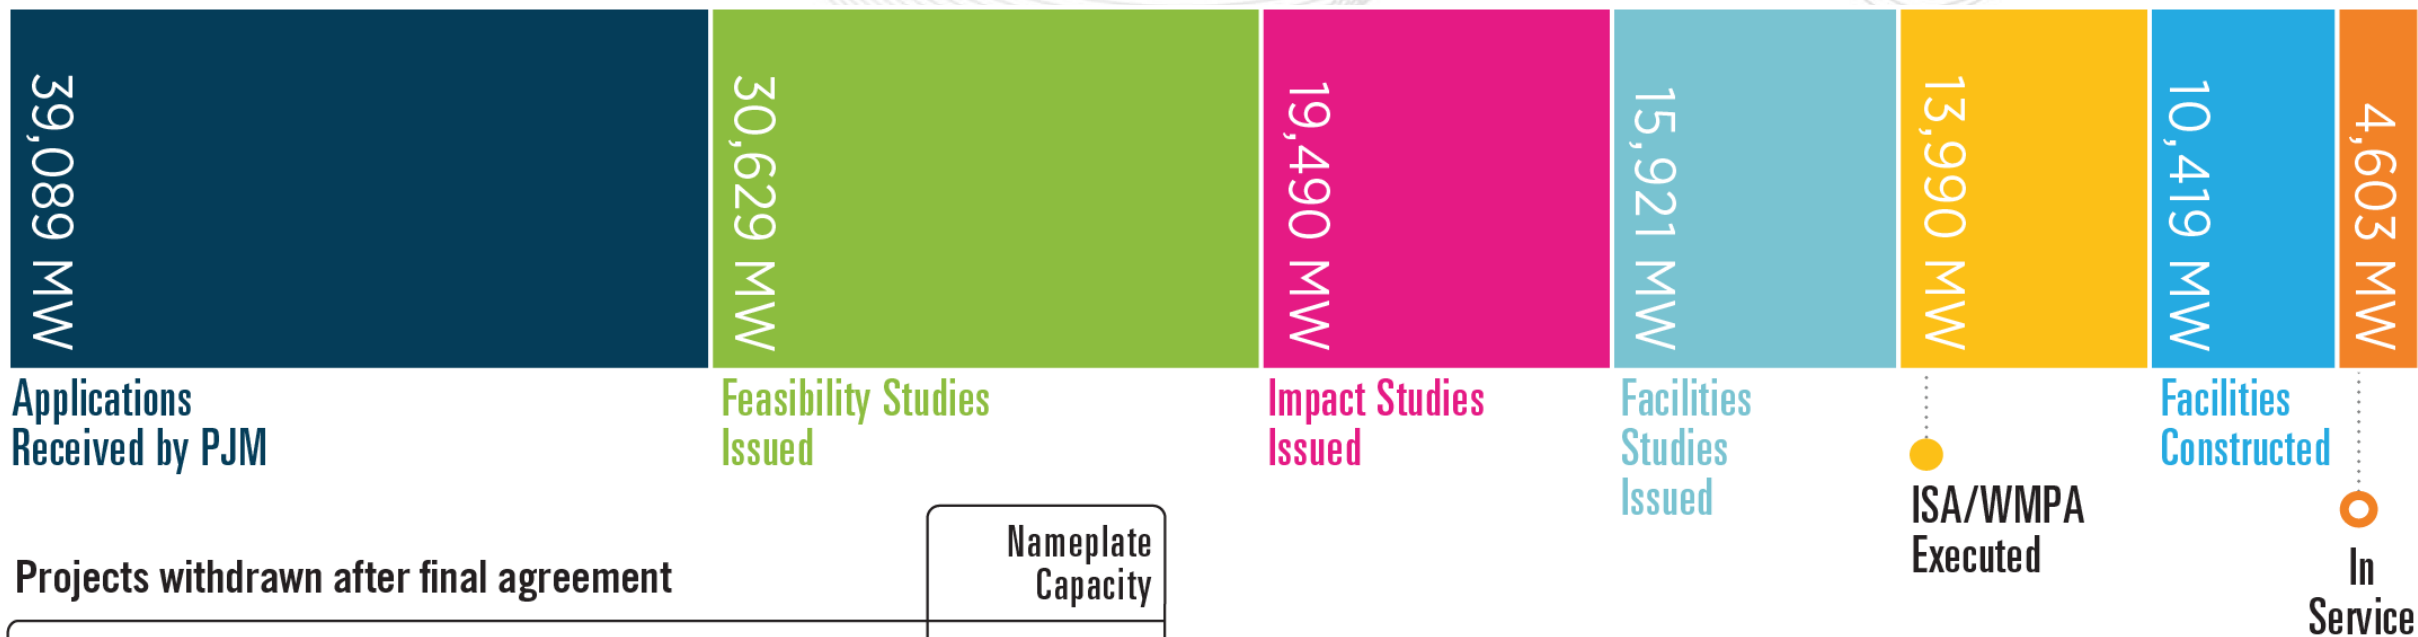 39,089 MW
30,629 MW
19,490 MW
15,921 MW
13,990 MW
10,419 MW
4,603 MW
Applications
Received by PJM
Feasibility Studies
Issued
Impact Studies
Issued
Facilities
Studies
Issued
ISA/WMPA
Executed
Facilities
Constructed
In
Service
Projects withdrawn after final agreement
Nameplate
Capacity